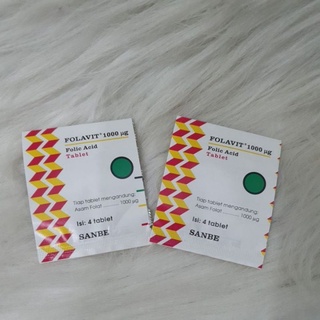 FOLAVIT® 1000 µg
Folic Acid
Tablet
Tiap tablet mengandung:
Asam Folat ............ 1000 µg
Isi: 4 tablet
SANBE
FOLAVIT® 1000 µg
Folic Acid
Tablet
Tiap tablet mengandung:
Asam Folat ............ 1000 µg
Isi: 4 tablet
SANBE